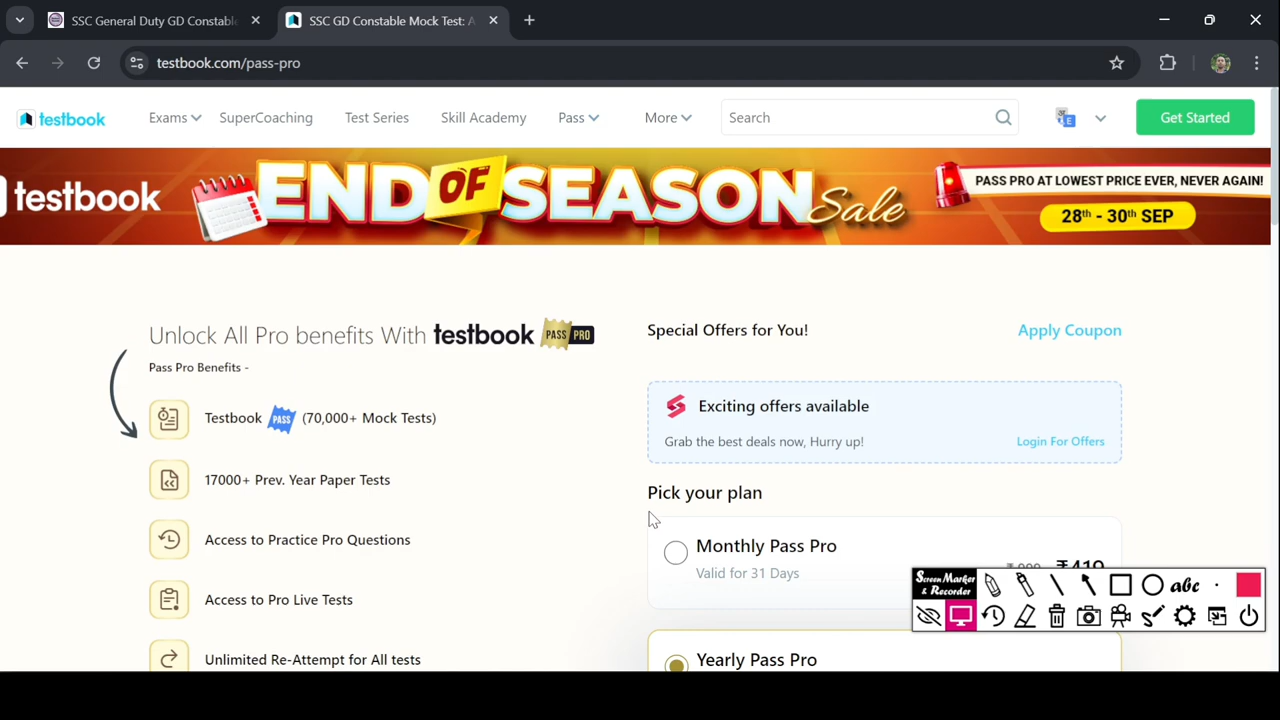 SSC General Duty GD Constable
SSC GD Constable Mock Test: A
testbook.com/pass-pro
testbook
Exams
SuperCoaching
Test Series
Skill Academy
Pass
More
Search
E
Get Started
testbook
END OF SEASON Sale
PASS PRO AT LOWEST PRICE EVER, NEVER AGAIN!
28th - 30th SEP
Unlock All Pro benefits With testbook PASS PRO
Pass Pro Benefits -
Testbook PASS (70,000+ Mock Tests)
17000+ Prev. Year Paper Tests
Access to Practice Pro Questions
Access to Pro Live Tests
Unlimited Re-Attempt for All tests
Special Offers for You!
Apply Coupon
Exciting offers available
Grab the best deals now, Hurry up!
Login For Offers
Pick your plan
Monthly Pass Pro
Valid for 31 Days
₹419
Yearly Pass Pro
Screen Marker
& Recorder
abc